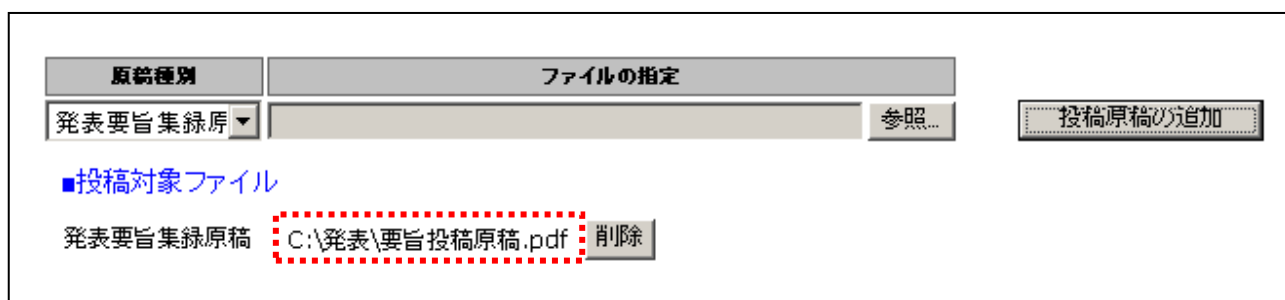 原稿種別 ファイルの指定
発表要旨集録原 参照... 投稿原稿の追加
■投稿対象ファイル
発表要旨集録原稿 C:\発表\要旨投稿原稿.pdf 削除